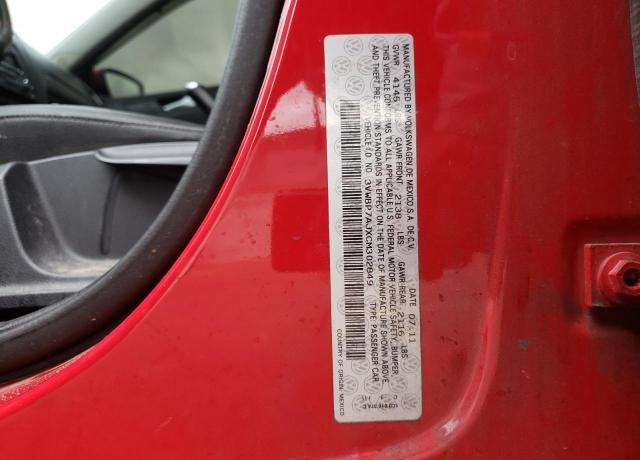 MANUFACTURED BY VOLKSWAGEN DE MEXICO S.A. DE C.V. DATE 07/11
GVWR 4145 LBS GAWR FRONT 2138 LBS GAWR REAR 2116 LBS
THIS VEHICLE CONFORMS TO ALL APPLICABLE U.S. FEDERAL MOTOR VEHICLE SAFETY, BUMPER,
AND THEFT PREVENTION STANDARDS IN EFFECT ON THE DATE OF MANUFACTURE SHOWN ABOVE.
VEHICLE I.D. NO. 3VWBP7AJXCM302849 TYPE: PASSENGER CAR
COUNTRY OF ORIGIN: MEXICO